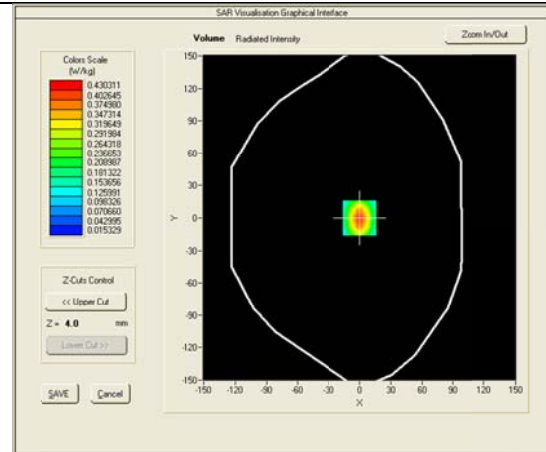 SAR Visualisation Graphical Interface
Volume Radiated Intensity
Zoom In/Out
Colors Scale
(W/kg)
0.430311
0.402645
0.374980
0.347314
0.319649
0.291984
0.264318
0.236653
0.208987
0.181322
0.153656
0.125991
0.098326
0.070660
0.042995
0.015329
Z-Cuts Control
<< Upper Cut
Z = 4.0 mm
Lower Cut >>
SAVE Cancel
150
120
90
60
30
0
-30
-60
-90
-120
-150
Y
-150 -120 -90 -60 -30 0 30 60 90 120 150
X